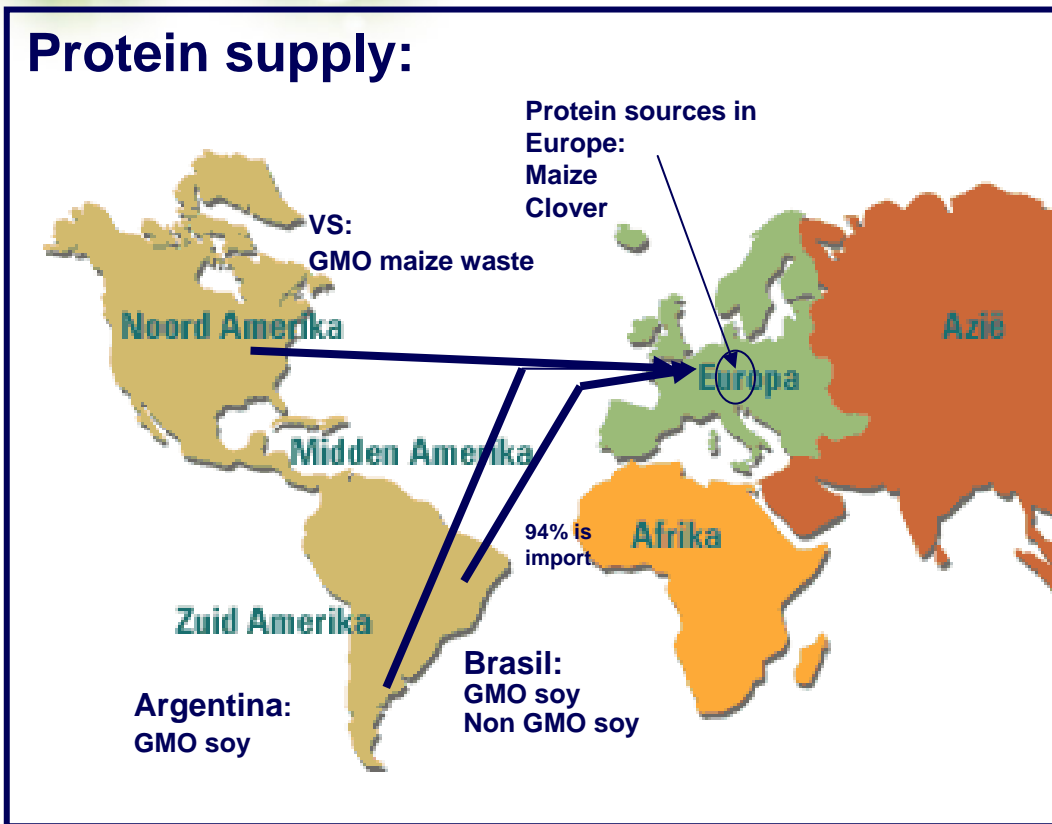 Protein supply:
Protein sources in
Europe:
Maize
Clover
VS:
GMO maize waste
Noord Amerika
Azië
Europa
Midden Amerika
94% is
import.
Afrika
Zuid Amerika
Brasil:
GMO soy
Non GMO soy
Argentina:
GMO soy